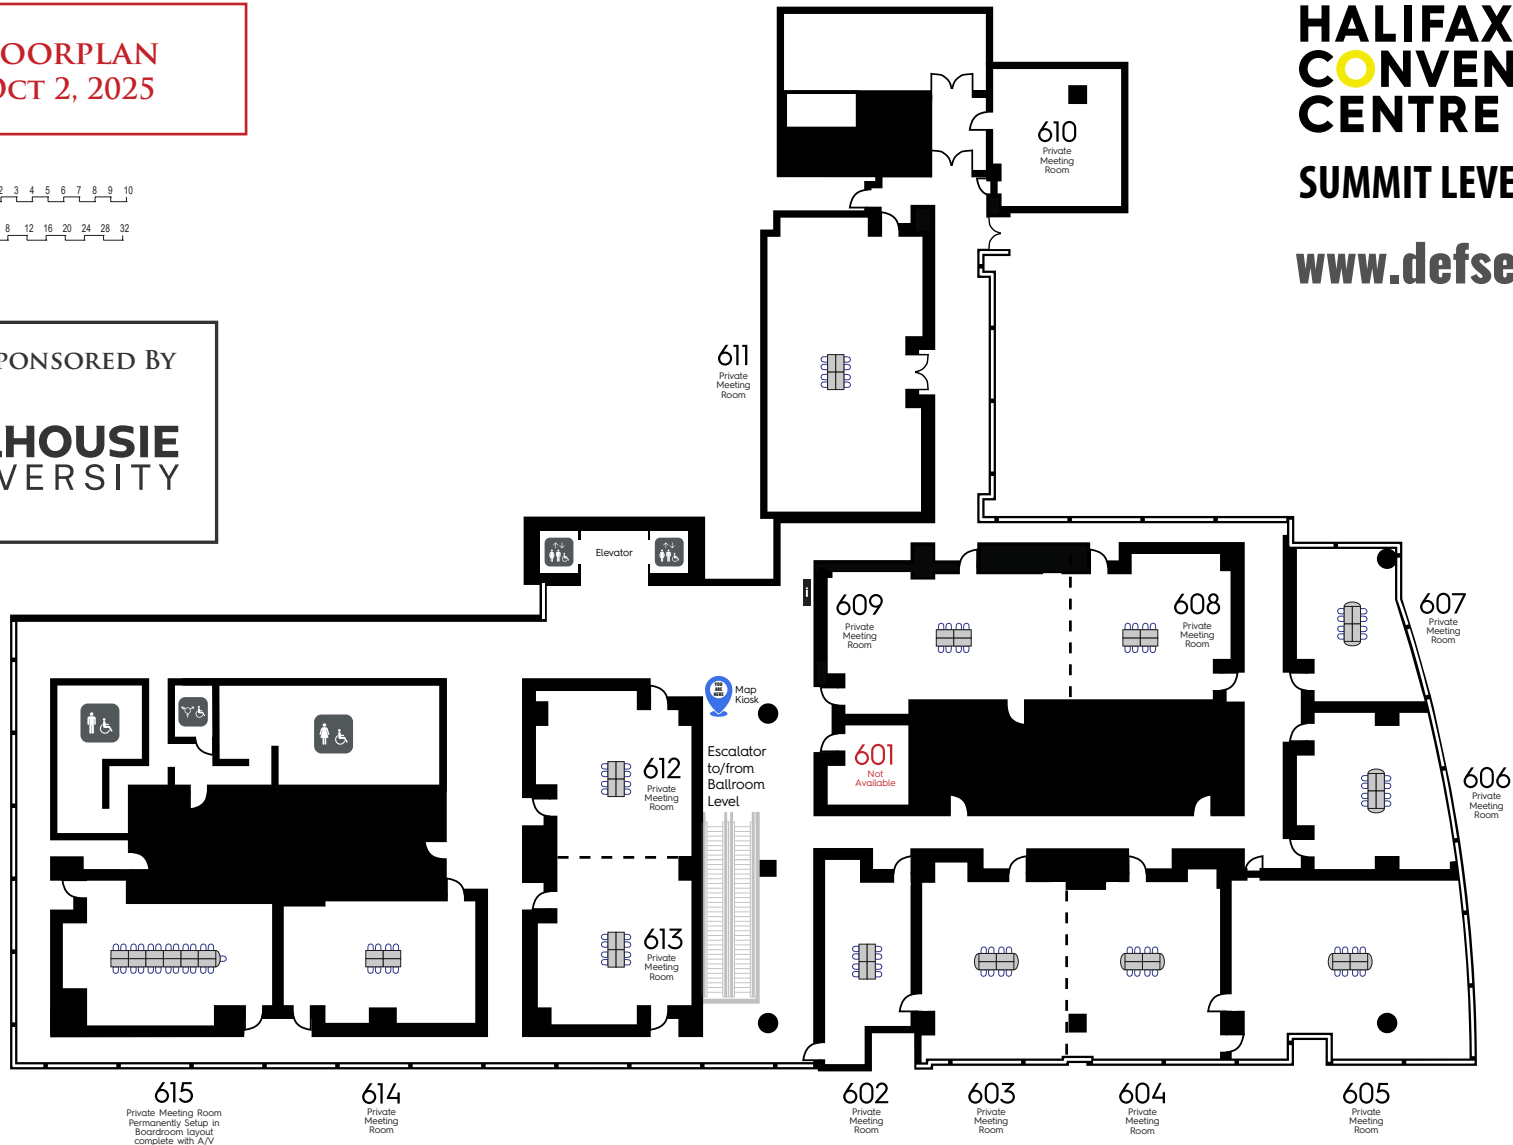 OORPLAN
OCT 2, 2025
2 3 4 5 6 7 8 9 10
8 12 16 20 24 28 32
PONSORED BY
LHOUSIE
VERSITY
HALIFAX
CONVEN
CENTRE
SUMMIT LEVE
www.defse
610
Private
Meeting
Room
611
Private
Meeting
Room
Elevator
609
Private
Meeting
Room
608
Private
Meeting
Room
607
Private
Meeting
Room
i
YOU
ARE
HERE
Map
Kiosk
Escalator
to/from
Ballroom
Level
601
Not
Available
612
Private
Meeting
Room
606
Private
Meeting
Room
613
Private
Meeting
Room
615
Private Meeting Room
Permanently Setup in
Boardroom layout
complete with A/V
614
Private
Meeting
Room
602
Private
Meeting
Room
603
Private
Meeting
Room
604
Private
Meeting
Room
605
Private
Meeting
Room